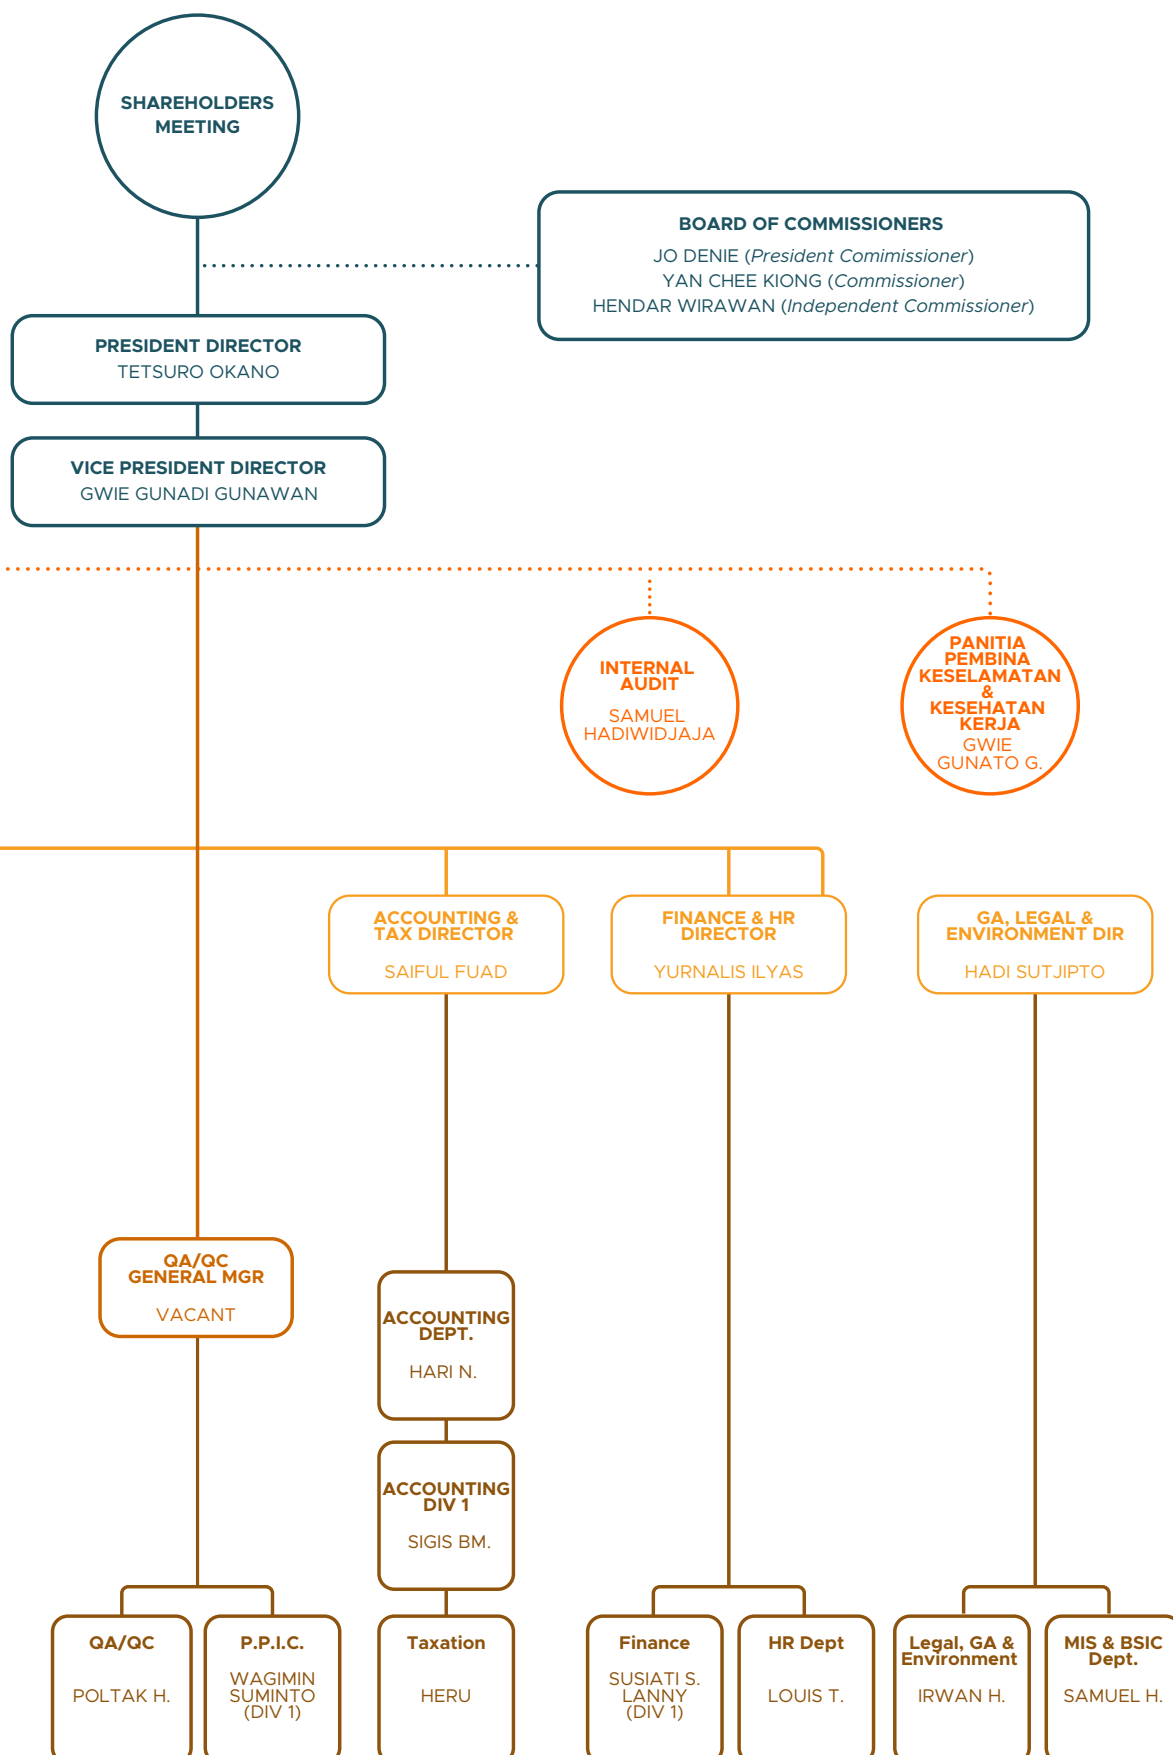 SHAREHOLDERS
MEETING
BOARD OF COMMISSIONERS
JO DENIE (President Comimissioner)
YAN CHEE KIONG (Commissioner)
HENDAR WIRAWAN (Independent Commissioner)
PRESIDENT DIRECTOR
TETSURO OKANO
VICE PRESIDENT DIRECTOR
GWIE GUNADI GUNAWAN
INTERNAL
AUDIT
SAMUEL
HADIWIDJAJA
PANITIA
PEMBINA
KESELAMATAN
&
KESEHATAN
KERJA
GWIE
GUNATO G.
ACCOUNTING &
TAX DIRECTOR
SAIFUL FUAD
FINANCE & HR
DIRECTOR
YURNALIS ILYAS
GA, LEGAL &
ENVIRONMENT DIR
HADI SUTJIPTO
QA/QC
GENERAL MGR
VACANT
ACCOUNTING
DEPT.
HARI N.
ACCOUNTING
DIV 1
SIGIS BM.
QA/QC
POLTAK H.
P.P.I.C.
WAGIMIN
SUMINTO
(DIV 1)
Taxation
HERU
Finance
SUSIATI S.
LANNY
(DIV 1)
HR Dept
LOUIS T.
Legal, GA &
Environment
IRWAN H.
MIS & BSIC
Dept.
SAMUEL H.